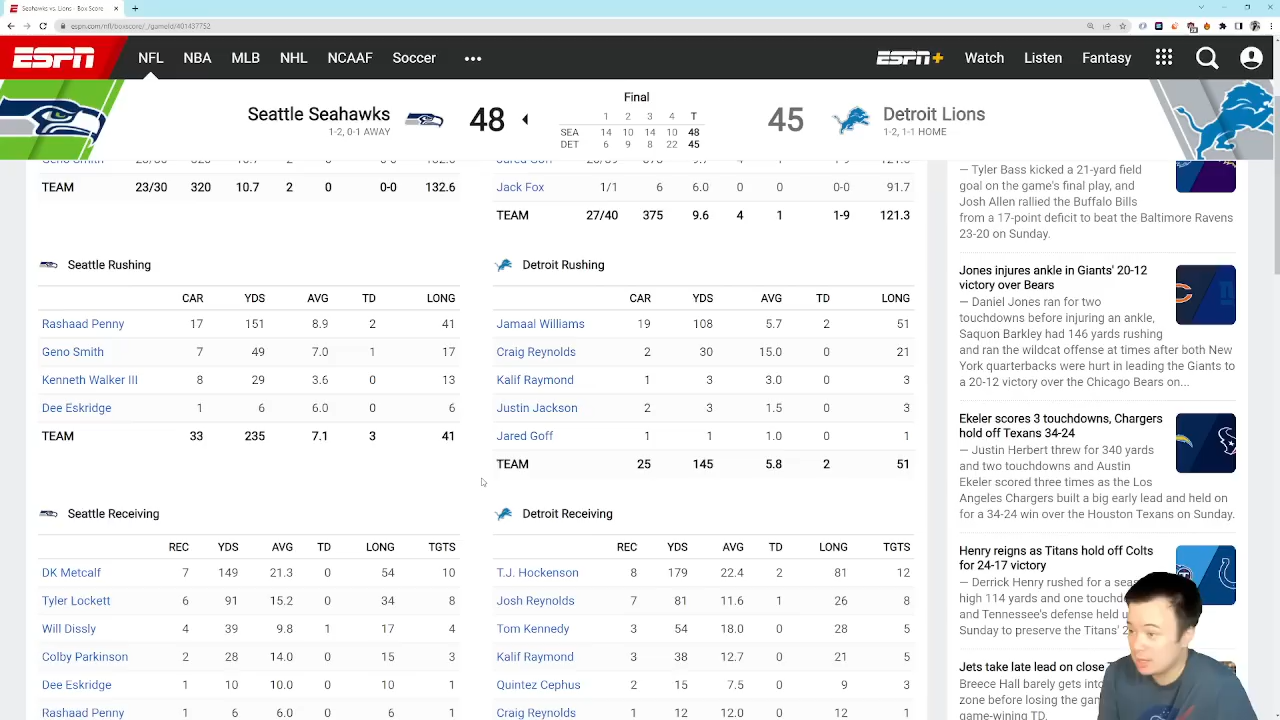 Seahawks vs. Lions - Box Score
espn.com/nfl/boxscore/_/gameId/401437752
ESPN NFL NBA MLB NHL NCAAF Soccer ••• ESPN+ Watch Listen Fantasy
Final
Seattle Seahawks 48 45 Detroit Lions
1-2, 0-1 AWAY 1-2, 1-1 HOME
1 2 3 4 T
SEA 14 10 14 10 48
DET 6 9 8 22 45
TEAM 23/30 320 10.7 2 0 0-0 132.6
Jack Fox 1/1 6 6.0 0 0 0-0 91.7
TEAM 27/40 375 9.6 4 1 1-9 121.3
Seattle Rushing
CAR YDS AVG TD LONG
Rashaad Penny 17 151 8.9 2 41
Geno Smith 7 49 7.0 1 17
Kenneth Walker III 8 29 3.6 0 13
Dee Eskridge 1 6 6.0 0 6
TEAM 33 235 7.1 3 41
Detroit Rushing
CAR YDS AVG TD LONG
Jamaal Williams 19 108 5.7 2 51
Craig Reynolds 2 30 15.0 0 21
Kalif Raymond 1 3 3.0 0 3
Justin Jackson 2 3 1.5 0 3
Jared Goff 1 1 1.0 0 1
TEAM 25 145 5.8 2 51
Seattle Receiving
REC YDS AVG TD LONG TGTS
DK Metcalf 7 149 21.3 0 54 10
Tyler Lockett 6 91 15.2 0 34 8
Will Dissly 4 39 9.8 1 17 4
Colby Parkinson 2 28 14.0 0 15 3
Dee Eskridge 1 10 10.0 0 10 1
Rashaad Penny 1 6 6.0 0 6 1
Detroit Receiving
REC YDS AVG TD LONG TGTS
T.J. Hockenson 8 179 22.4 2 81 12
Josh Reynolds 7 81 11.6 1 26 8
Tom Kennedy 3 54 18.0 0 28 5
Kalif Raymond 3 38 12.7 0 21 5
Quintez Cephus 2 15 7.5 0 9 3
Craig Reynolds 1 12 12.0 0 12 1
— Tyler Bass kicked a 21-yard field
goal on the game's final play, and
Josh Allen rallied the Buffalo Bills
from a 17-point deficit to beat the Baltimore Ravens
23-20 on Sunday.
Jones injures ankle in Giants' 20-12
victory over Bears
— Daniel Jones ran for two
touchdowns before injuring an ankle,
Saquon Barkley had 146 yards rushing
and ran the wildcat offense at times after both New
York quarterbacks were hurt in leading the Giants to
a 20-12 victory over the Chicago Bears on...
Ekeler scores 3 touchdowns, Chargers
hold off Texans 34-24
— Justin Herbert threw for 340 yards
and two touchdowns and Austin
Ekeler scored three times as the Los
Angeles Chargers built a big early lead and held on
for a 34-24 win over the Houston Texans on Sunday.
Henry reigns as Titans hold off Colts
for 24-17 victory
— Derrick Henry rushed for a
high 114 yards and one
and Tennessee's defense held
Sunday to preserve the Titans'
Jets take late lead on close
Breece Hall barely gets
zone before losing the
game-wining TD.